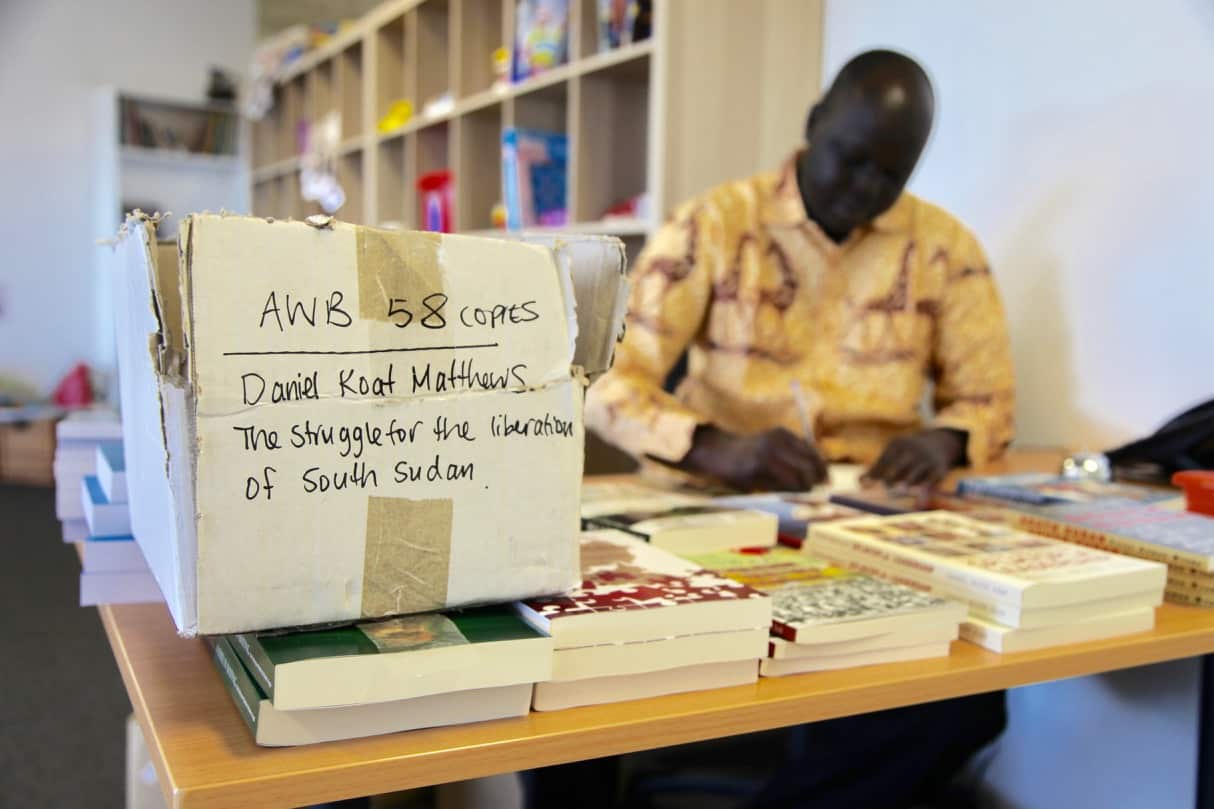 AWB 58 COPIES
Daniel Koat Matthews
The struggle for the liberation
of South Sudan.